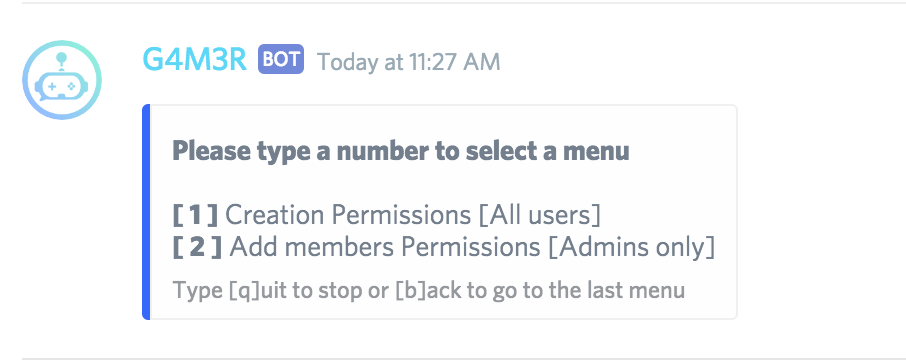 G4M3R BOT Today at 11:27 AM
Please type a number to select a menu
[ 1 ] Creation Permissions [All users]
[ 2 ] Add members Permissions [Admins only]
Type [q]uit to stop or [b]ack to go to the last menu